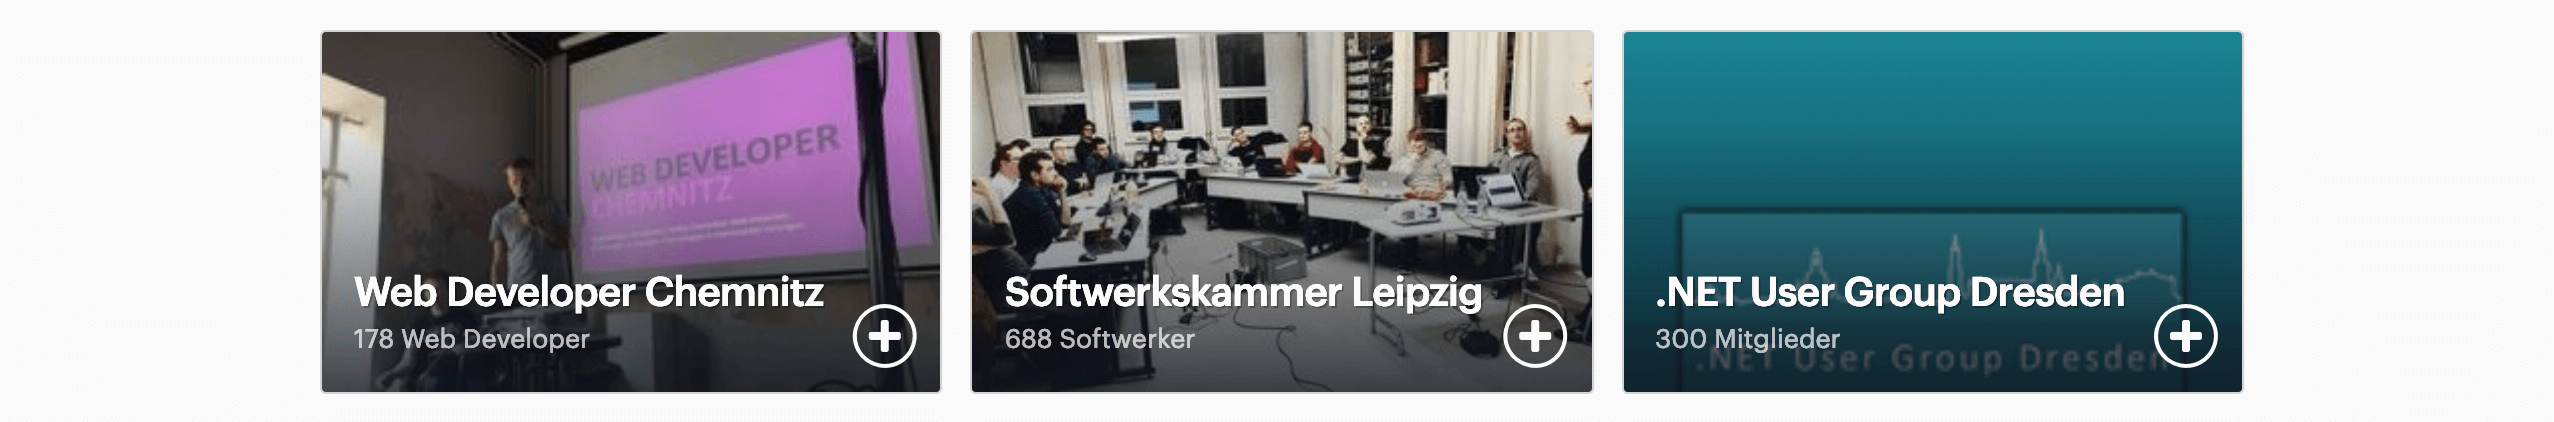 WEB DEVELOPER
CHEMNITZ
Web Developer Chemnitz
178 Web Developer
Softwerkskammer Leipzig
688 Softwerker
.NET User Group Dresden
300 Mitglieder
.NET User Group Dresden